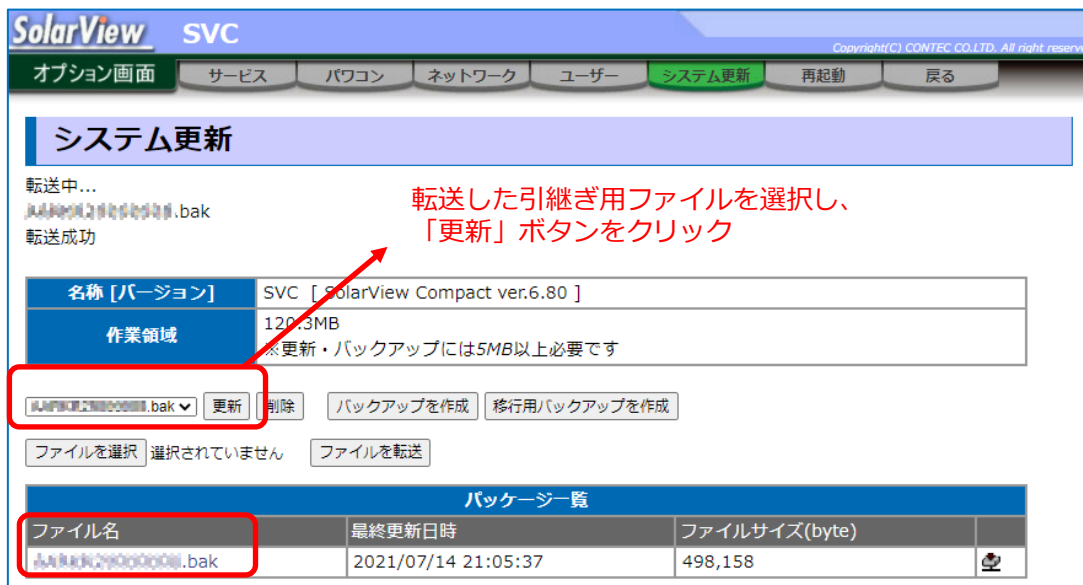 SolarView SVC
Copyright(C) CONTEC CO.LTD. All right reserve
オプション画面 サービス パワコン ネットワーク ユーザー システム更新 再起動 戻る
システム更新
転送中...
.bak
転送成功
転送した引継ぎ用ファイルを選択し、
「更新」ボタンをクリック
名称 [バージョン] SVC [ SolarView Compact ver.6.80 ]
作業領域 120.3MB
※更新・バックアップには5MB以上必要です
.bak 更新 削除 バックアップを作成 移行用バックアップを作成
ファイルを選択 選択されていません ファイルを転送
パッケージ一覧
ファイル名 最終更新日時 ファイルサイズ(byte)
.bak 2021/07/14 21:05:37 498,158